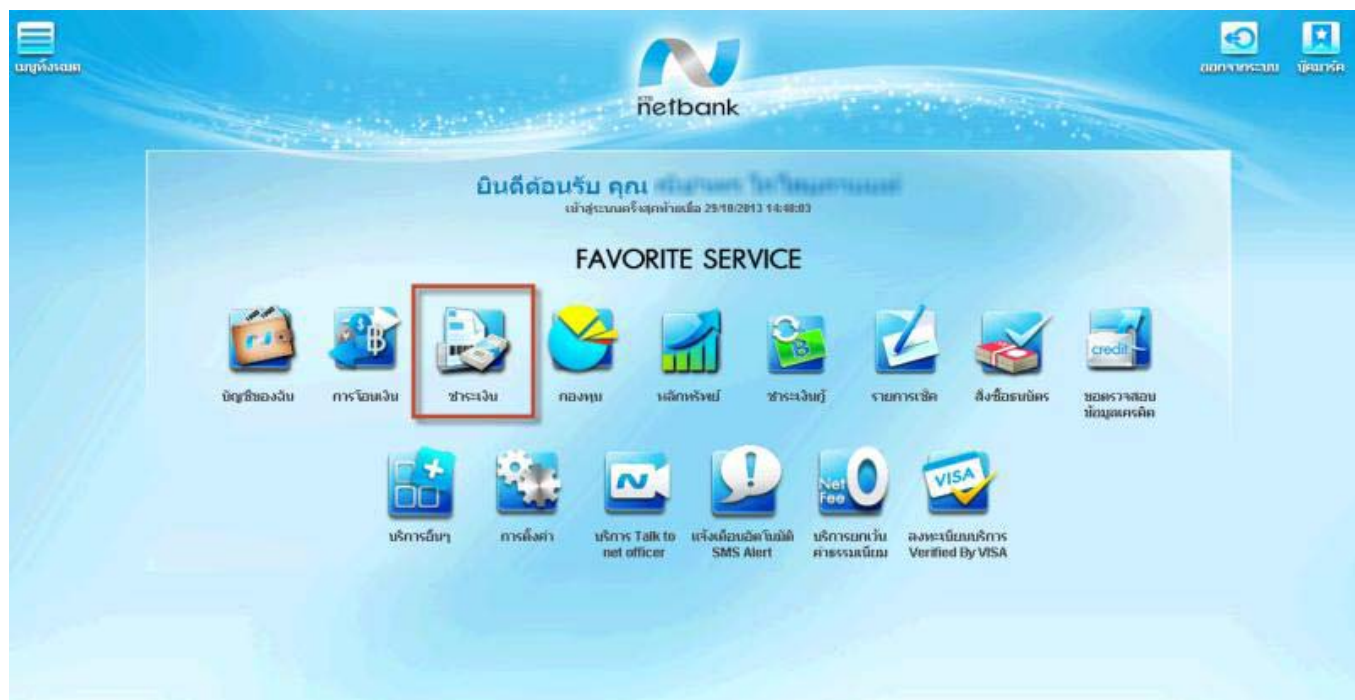 เมนูทั้งหมด
ออกจากระบบ
บุ๊คมาร์ค
KTB
netbank
ยินดีต้อนรับ คุณ
เข้าสู่ระบบครั้งสุดท้ายเมื่อ 29/10/2013 14:48:03
FAVORITE SERVICE
credit
บัญชีของฉัน
การโอนเงิน
ชำระเงิน
กองทุน
หลักทรัพย์
ชำระเงินกู้
รายการเช็ค
สั่งซื้อธนบัตร
ขอตรวจสอบ
ข้อมูลเครดิต
Net
Fee
VISA
บริการอื่นๆ
การตั้งค่า
บริการ Talk to
net officer
แจ้งเตือนอัตโนมัติ
SMS Alert
บริการยกเว้น
ค่าธรรมเนียม
ลงทะเบียนบริการ
Verified By VISA